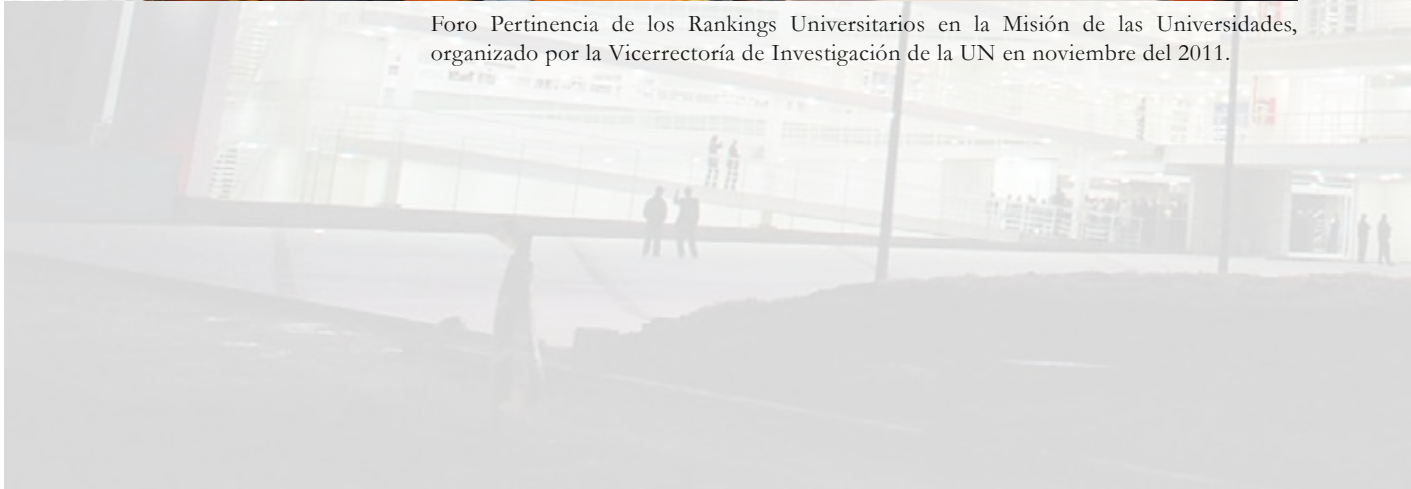 Foro Pertinencia de los Rankings Universitarios en la Misión de las Universidades,
organizado por la Vicerrectoría de Investigación de la UN en noviembre del 2011.